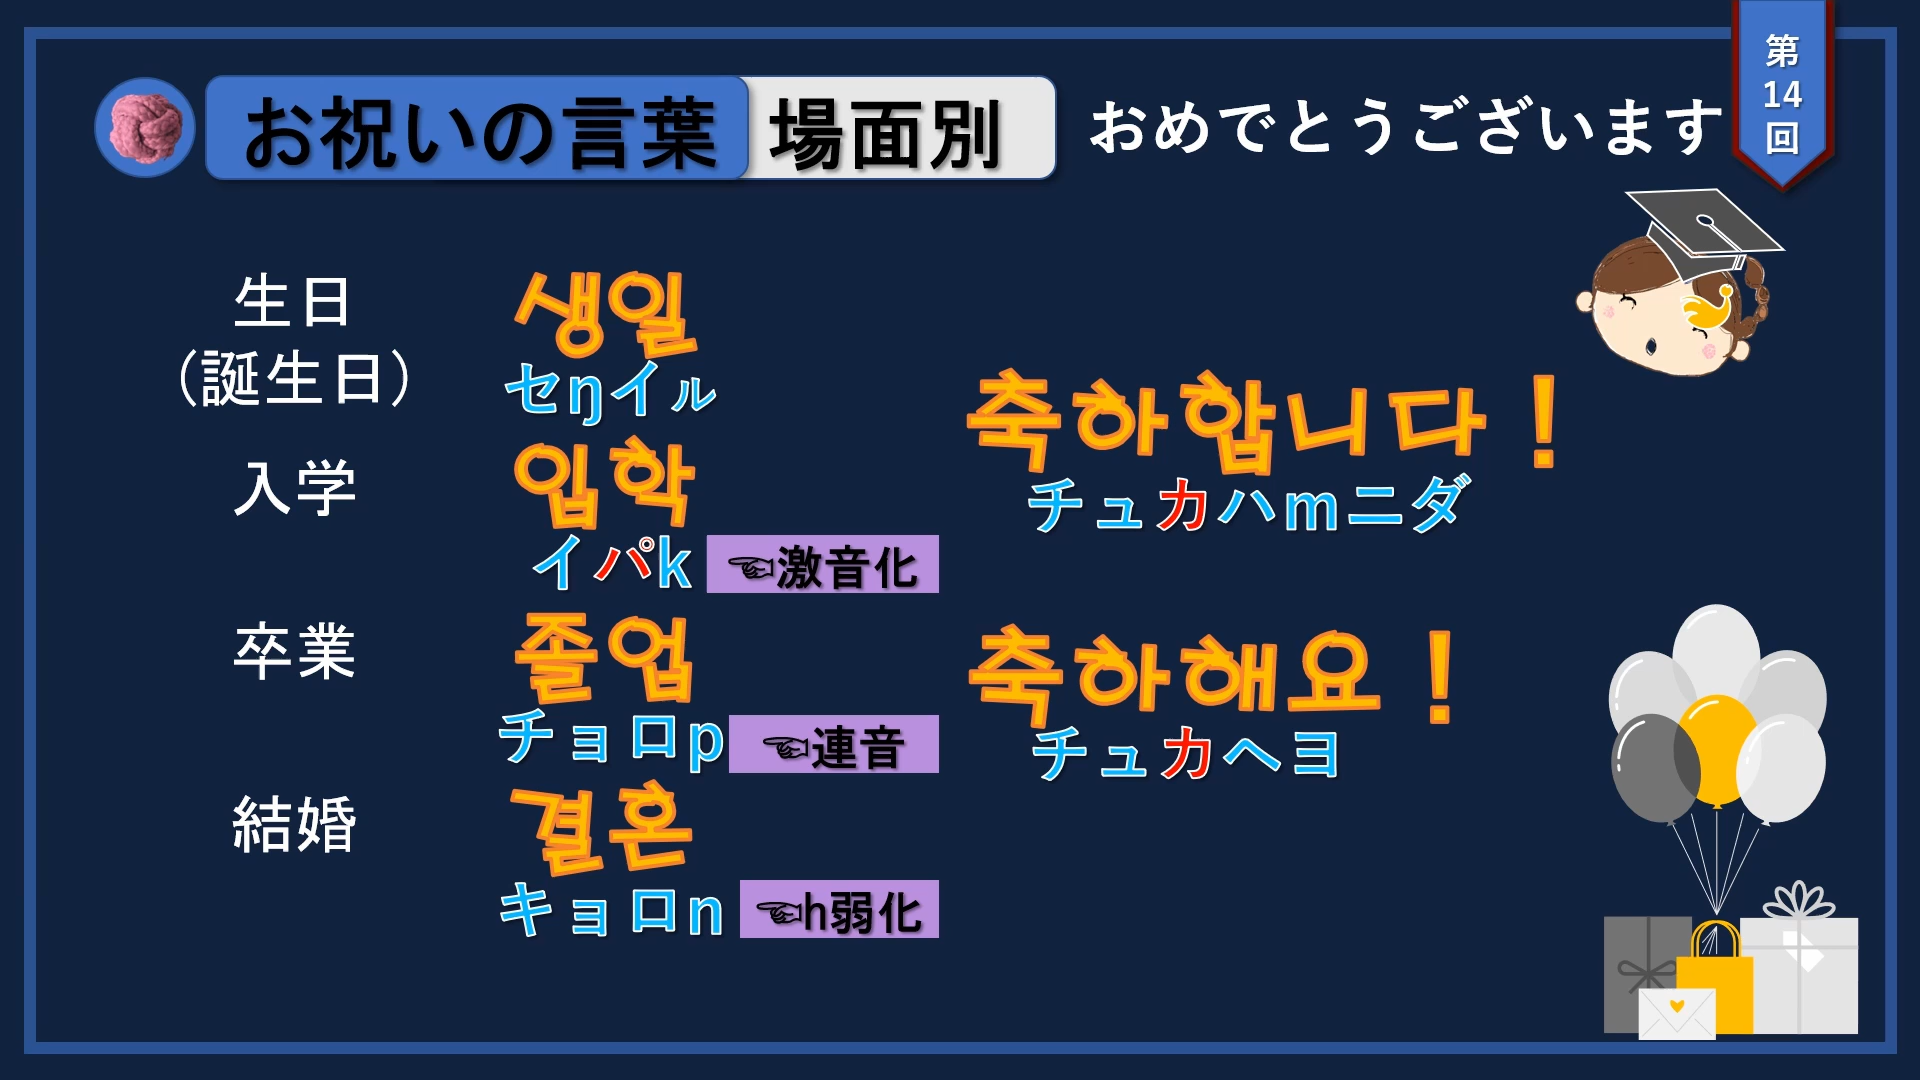 第
14
回
お祝いの言葉 場面別 おめでとうございます
生日
（誕生日）
생일
セŋイル
入学
입학
イパk
☜激音化
卒業
졸업
チョロp
☜連音
結婚
결혼
キョロn
☜h弱化
축하합니다！
チュカハmニダ
축하해요！
チュカヘヨ